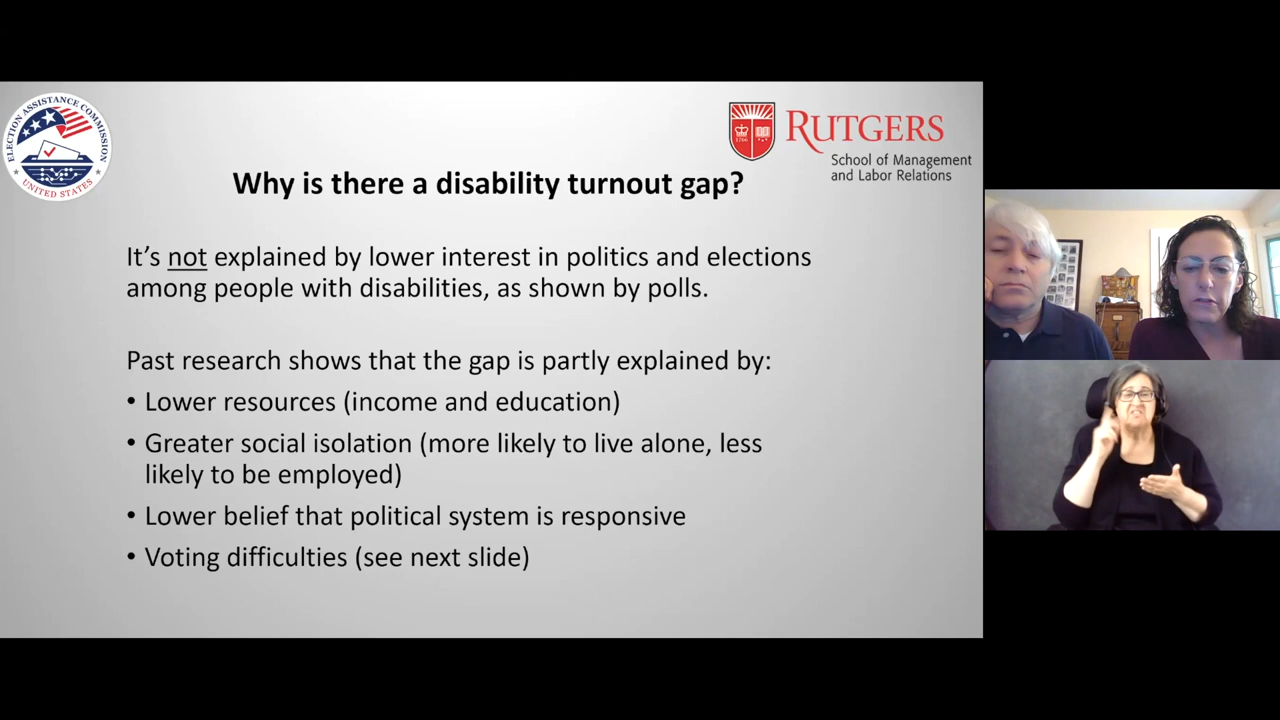 ELECTION ASSISTANCE COMMISSION
UNITED STATES
RUTGERS
1766
School of Management
and Labor Relations
Why is there a disability turnout gap?
It's not explained by lower interest in politics and elections
among people with disabilities, as shown by polls.
Past research shows that the gap is partly explained by:
• Lower resources (income and education)
• Greater social isolation (more likely to live alone, less
likely to be employed)
• Lower belief that political system is responsive
• Voting difficulties (see next slide)